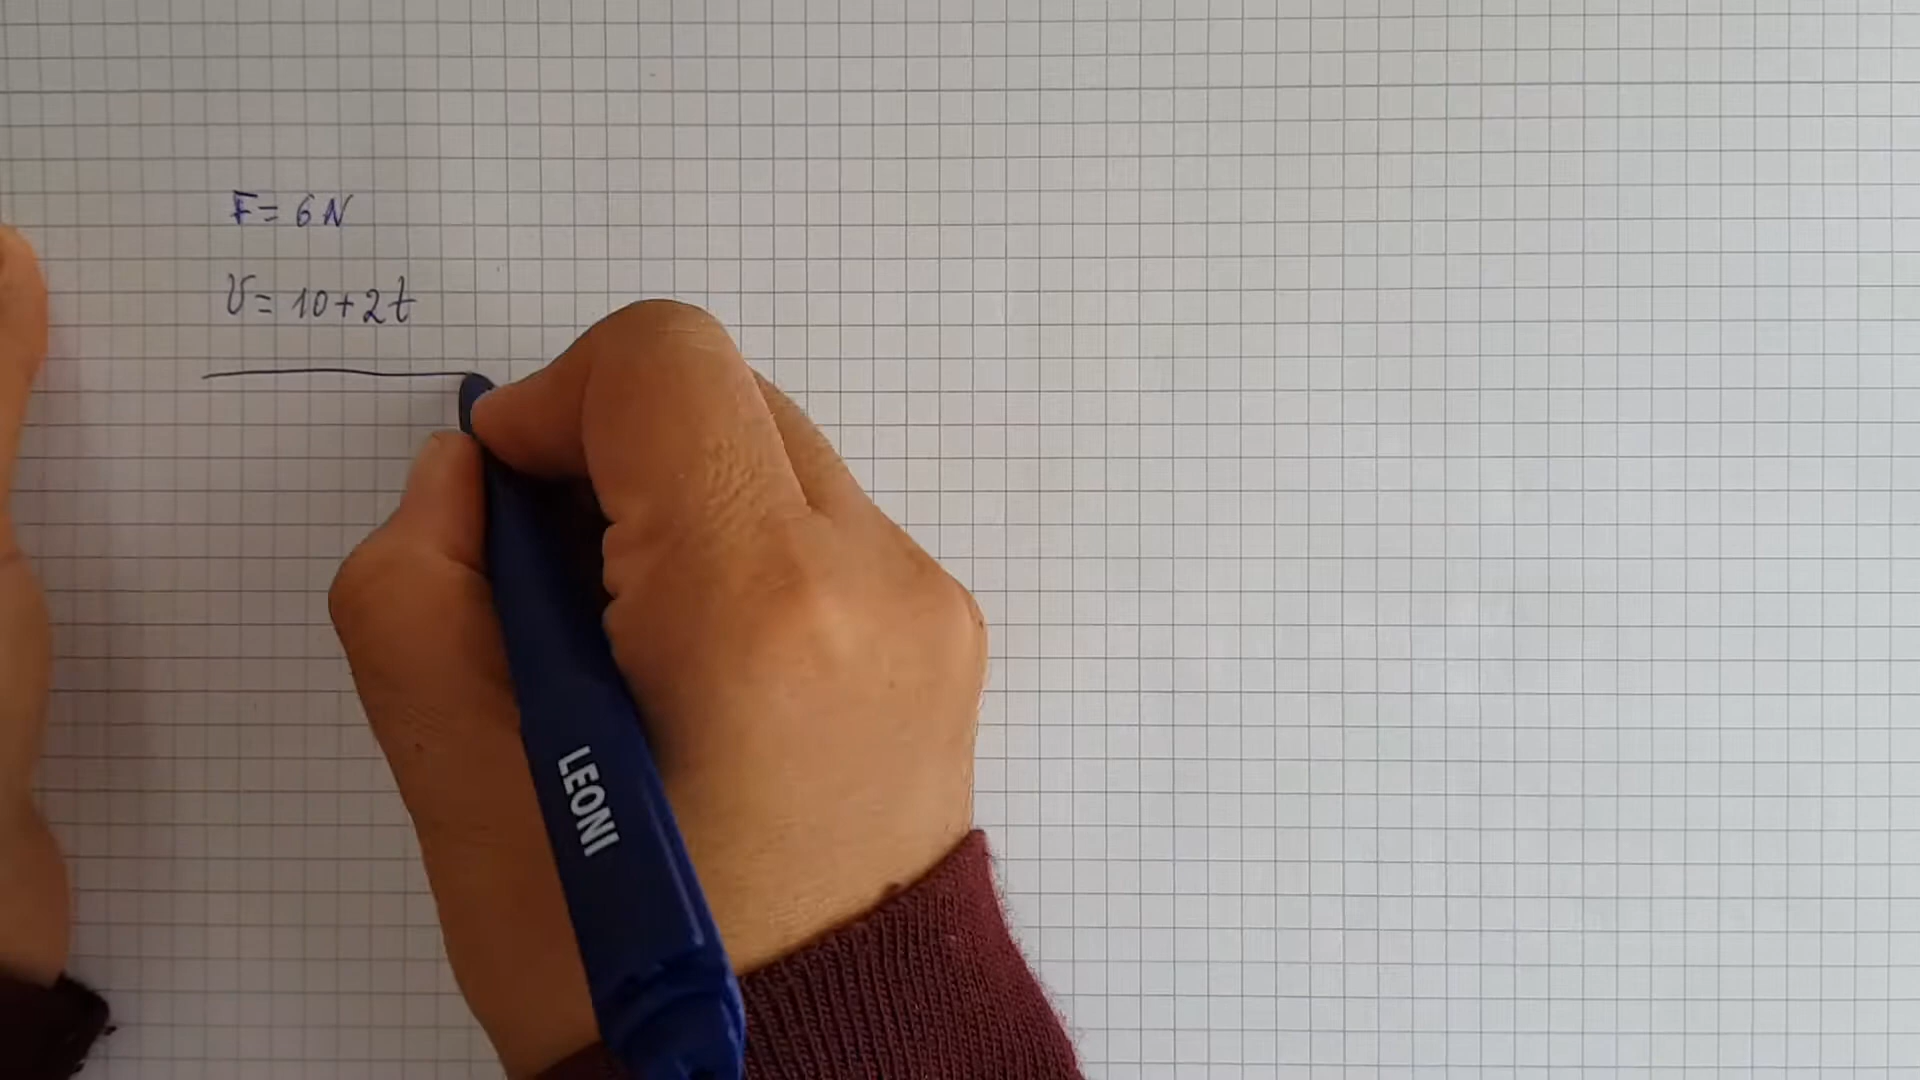 F = 6 N
v = 10 + 2t
LEONI